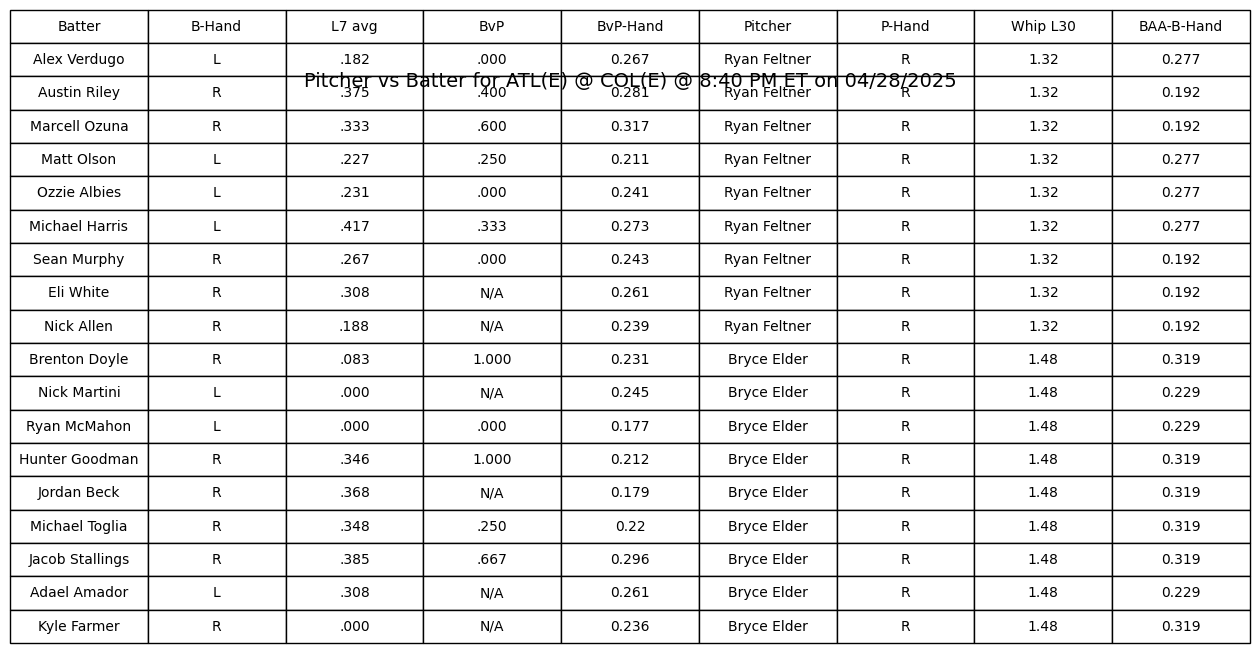 Batter B-Hand L7 avg BvP BvP-Hand Pitcher P-Hand Whip L30 BAA-B-Hand
Alex Verdugo L .182 .000 0.267 Ryan Feltner R 1.32 0.277
Pitcher vs Batter for ATL(E) @ COL(E) @ 8:40 PM ET on 04/28/2025
Austin Riley R .375 .400 0.281 Ryan Feltner R 1.32 0.192
Marcell Ozuna R .333 .600 0.317 Ryan Feltner R 1.32 0.192
Matt Olson L .227 .250 0.211 Ryan Feltner R 1.32 0.277
Ozzie Albies L .231 .000 0.241 Ryan Feltner R 1.32 0.277
Michael Harris L .417 .333 0.273 Ryan Feltner R 1.32 0.277
Sean Murphy R .267 .000 0.243 Ryan Feltner R 1.32 0.192
Eli White R .308 N/A 0.261 Ryan Feltner R 1.32 0.192
Nick Allen R .188 N/A 0.239 Ryan Feltner R 1.32 0.192
Brenton Doyle R .083 1.000 0.231 Bryce Elder R 1.48 0.319
Nick Martini L .000 N/A 0.245 Bryce Elder R 1.48 0.229
Ryan McMahon L .000 .000 0.177 Bryce Elder R 1.48 0.229
Hunter Goodman R .346 1.000 0.212 Bryce Elder R 1.48 0.319
Jordan Beck R .368 N/A 0.179 Bryce Elder R 1.48 0.319
Michael Toglia R .348 .250 0.22 Bryce Elder R 1.48 0.319
Jacob Stallings R .385 .667 0.296 Bryce Elder R 1.48 0.319
Adael Amador L .308 N/A 0.261 Bryce Elder R 1.48 0.229
Kyle Farmer R .000 N/A 0.236 Bryce Elder R 1.48 0.319